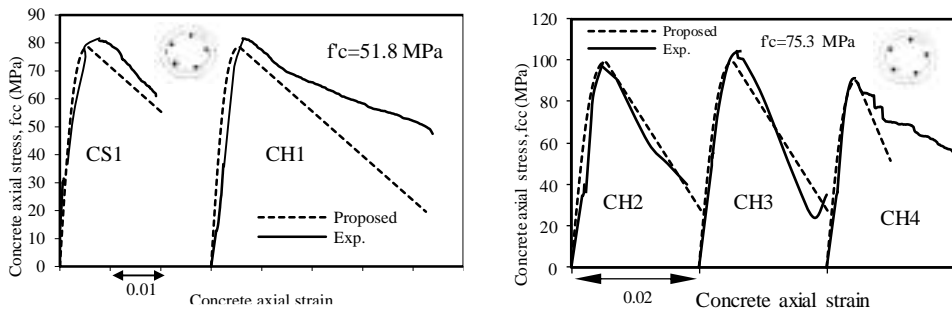 Concrete axial stress, fcc (MPa)
90
80
70
60
50
40
30
20
10
0
f'c=51.8 MPa
CS1
CH1
Proposed
Exp.
0.01
Concrete axial strain
Concrete axial stress, fcc (MPa)
120
100
80
60
40
20
0
Proposed
Exp.
f'c=75.3 MPa
CH2
CH3
CH4
0.02
Concrete axial strain